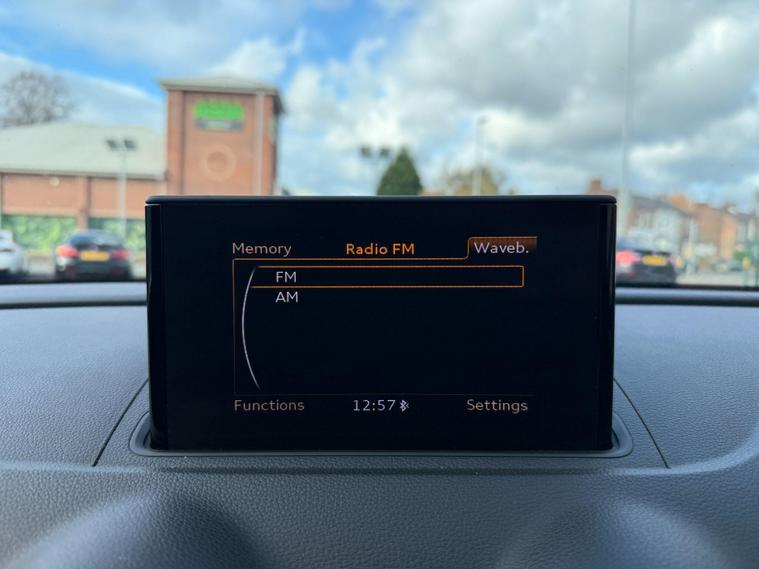 Memory Radio FM Waveb.
FM
AM
Functions 12:57 Settings